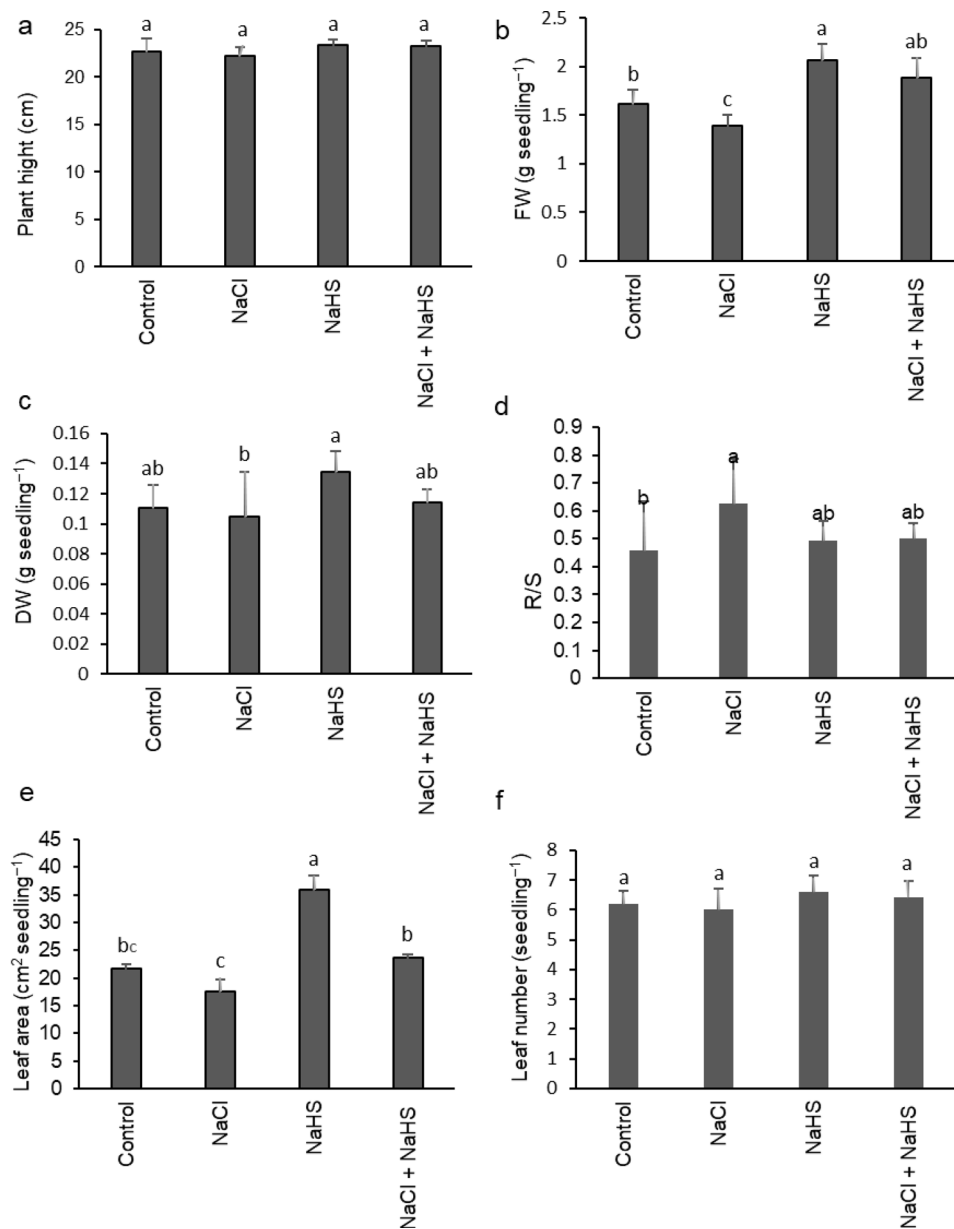 a
Plant hight (cm)
25
20
15
10
5
0
a
a
a
a
Control
NaCl
NaHS
NaCl + NaHS
b
FW (g seedling⁻¹)
2.5
2
1.5
1
0.5
0
b
c
a
ab
Control
NaCl
NaHS
NaCl + NaHS
c
DW (g seedling⁻¹)
0.16
0.14
0.12
0.1
0.08
0.06
0.04
0.02
0
ab
b
a
ab
Control
NaCl
NaHS
NaCl + NaHS
d
R/S
0.9
0.8
0.7
0.6
0.5
0.4
0.3
0.2
0.1
0
b
a
ab
ab
Control
NaCl
NaHS
NaCl + NaHS
e
Leaf area (cm² seedling⁻¹)
45
40
35
30
25
20
15
10
5
0
bc
c
a
b
Control
NaCl
NaHS
NaCl + NaHS
f
Leaf number (seedling⁻¹)
8
7
6
5
4
3
2
1
0
a
a
a
a
Control
NaCl
NaHS
NaCl + NaHS